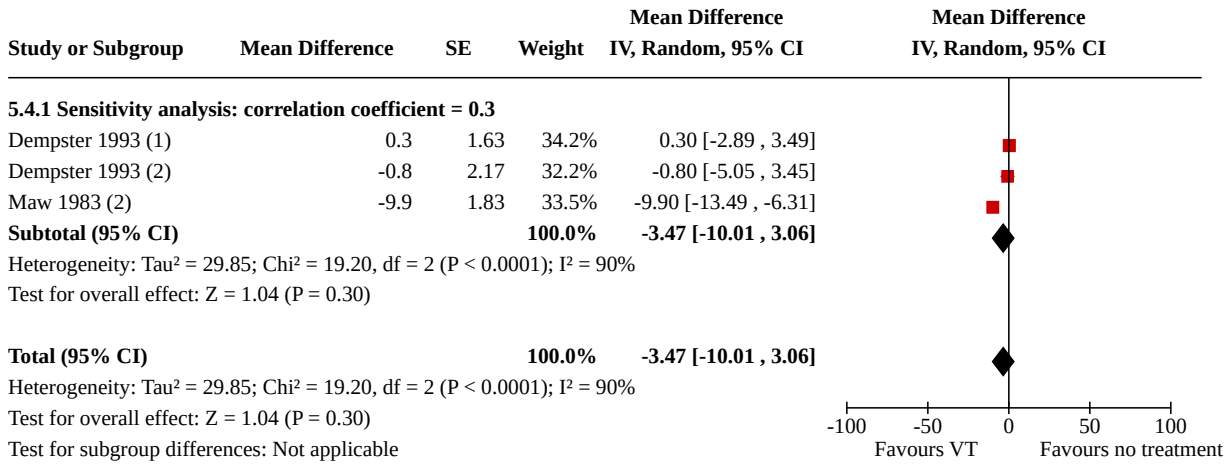 Mean Difference Mean Difference
Study or Subgroup Mean Difference SE Weight IV, Random, 95% CI IV, Random, 95% CI
5.4.1 Sensitivity analysis: correlation coefficient = 0.3
Dempster 1993 (1) 0.3 1.63 34.2% 0.30 [-2.89 , 3.49]
Dempster 1993 (2) -0.8 2.17 32.2% -0.80 [-5.05 , 3.45]
Maw 1983 (2) -9.9 1.83 33.5% -9.90 [-13.49 , -6.31]
Subtotal (95% CI) 100.0% -3.47 [-10.01 , 3.06]
Heterogeneity: Tau² = 29.85; Chi² = 19.20, df = 2 (P < 0.0001); I² = 90%
Test for overall effect: Z = 1.04 (P = 0.30)
Total (95% CI) 100.0% -3.47 [-10.01 , 3.06]
Heterogeneity: Tau² = 29.85; Chi² = 19.20, df = 2 (P < 0.0001); I² = 90%
Test for overall effect: Z = 1.04 (P = 0.30)
-100 -50 0 50 100
Test for subgroup differences: Not applicable Favours VT Favours no treatment